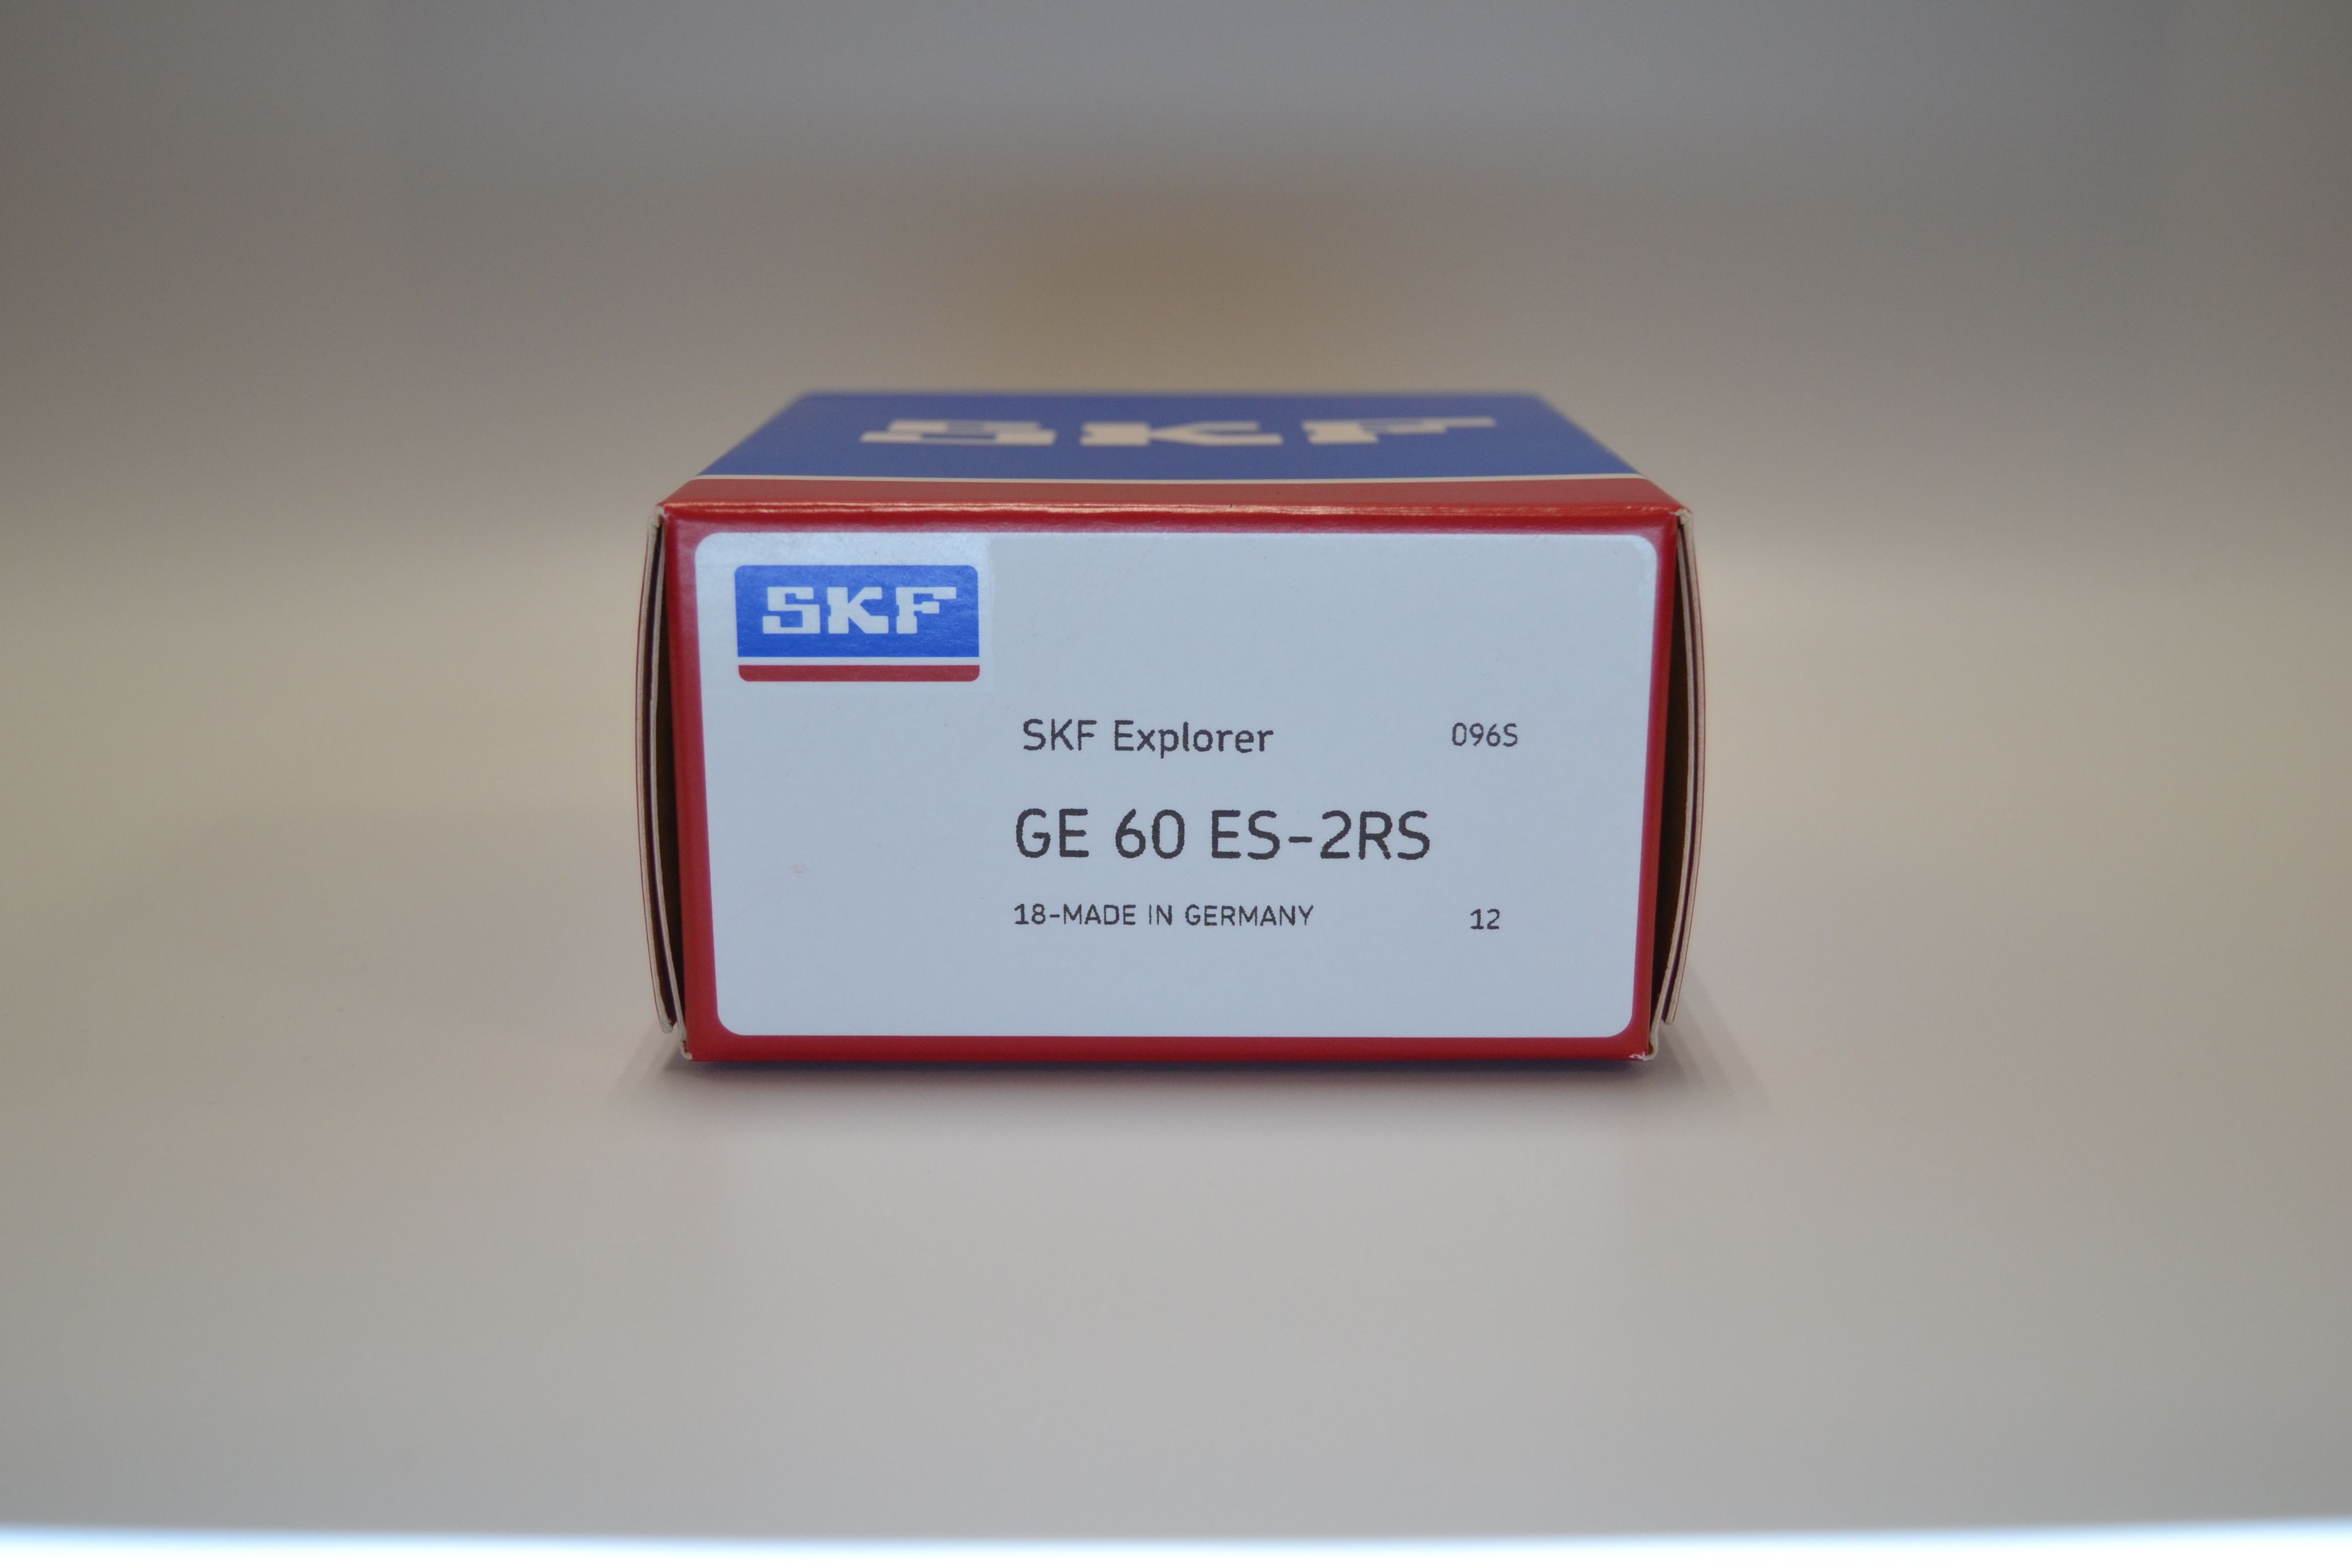 SKF
SKF
SKF Explorer 096S
GE 60 ES-2RS
18-MADE IN GERMANY 12